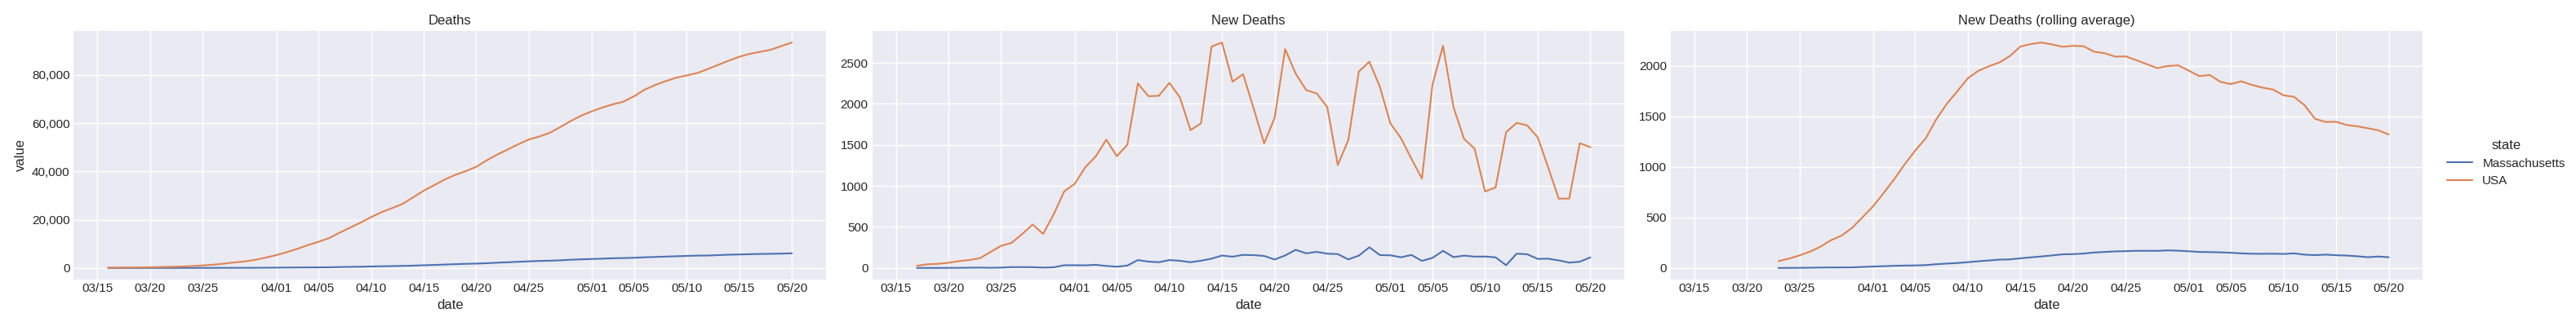 Deaths
80,000
60,000
40,000
20,000
0
value
03/15 03/20 03/25 04/01 04/05 04/10 04/15 04/20 04/25 05/01 05/05 05/10 05/15 05/20
date
New Deaths
2500
2000
1500
1000
500
0
03/15 03/20 03/25 04/01 04/05 04/10 04/15 04/20 04/25 05/01 05/05 05/10 05/15 05/20
date
New Deaths (rolling average)
2000
1500
1000
500
0
03/15 03/20 03/25 04/01 04/05 04/10 04/15 04/20 04/25 05/01 05/05 05/10 05/15 05/20
date
state
Massachusetts
USA